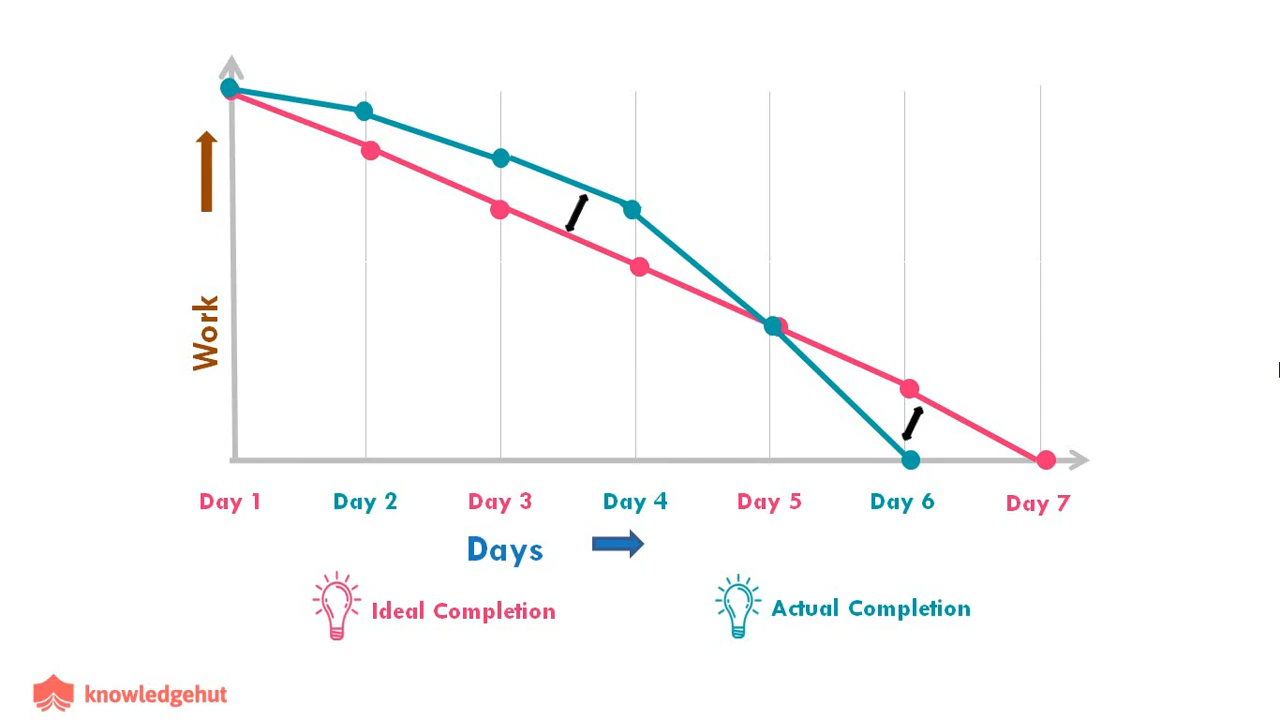 Work
Day 1 Day 2 Day 3 Day 4 Day 5 Day 6 Day 7
Days
Ideal Completion Actual Completion
knowledgehut